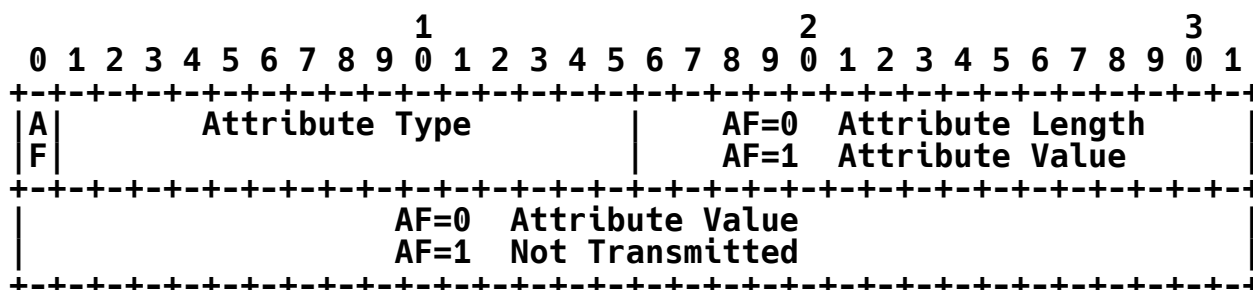 1                   2                   3
 0 1 2 3 4 5 6 7 8 9 0 1 2 3 4 5 6 7 8 9 0 1 2 3 4 5 6 7 8 9 0 1
+-+-+-+-+-+-+-+-+-+-+-+-+-+-+-+-+-+-+-+-+-+-+-+-+-+-+-+-+-+-+-+-+
|A|       Attribute Type        |    AF=0  Attribute Length     |
|F|                             |    AF=1  Attribute Value      |
+-+-+-+-+-+-+-+-+-+-+-+-+-+-+-+-+-+-+-+-+-+-+-+-+-+-+-+-+-+-+-+-+
|                   AF=0  Attribute Value                       |
|                   AF=1  Not Transmitted                       |
+-+-+-+-+-+-+-+-+-+-+-+-+-+-+-+-+-+-+-+-+-+-+-+-+-+-+-+-+-+-+-+-+